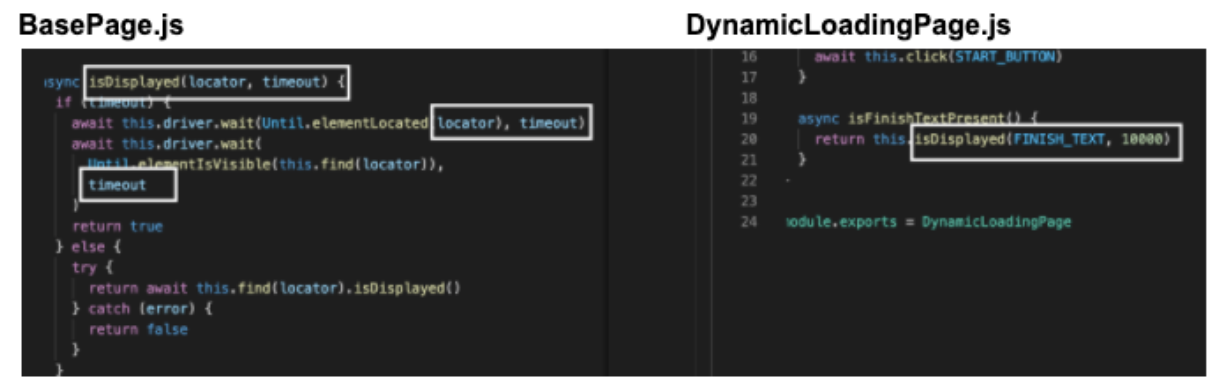 BasePage.js
async isDisplayed(locator, timeout) {
if (timeout) {
await this.driver.wait(Until.elementLocated(locator), timeout)
await this.driver.wait(
Until.elementIsVisible(this.find(locator)),
timeout
)
return true
} else {
try {
return await this.find(locator).isDisplayed()
} catch (error) {
return false
}
}
DynamicLoadingPage.js
16 await this.click(START_BUTTON)
17 }
18
19 async isFinishTextPresent() {
20 return this.isDisplayed(FINISH_TEXT, 10000)
21 }
22
23
24 module.exports = DynamicLoadingPage